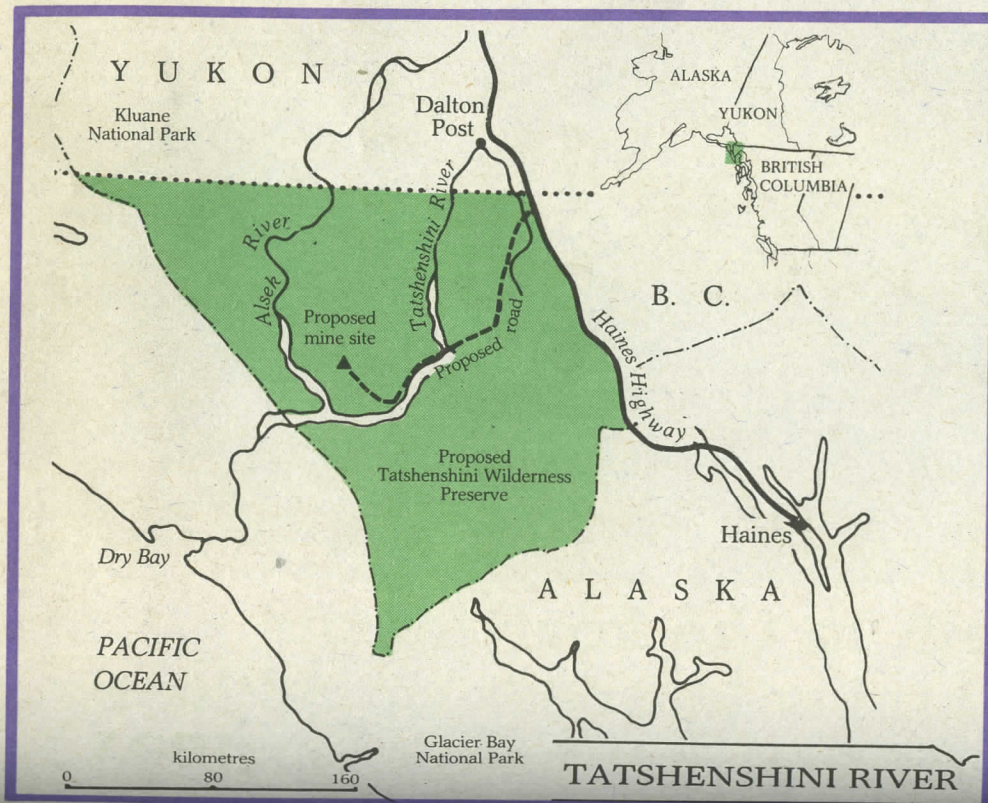 YUKON
Kluane
National Park
Dalton
Post
ALASKA
YUKON
BRITISH
COLUMBIA
Alsek River
Tatshenshini River
Proposed
mine site
Proposed road
B. C.
Haines Highway
Proposed
Tatshenshini Wilderness
Preserve
Haines
Dry Bay
ALASKA
PACIFIC
OCEAN
Glacier Bay
National Park
kilometres
0 80 160
TATSHENSHINI RIVER